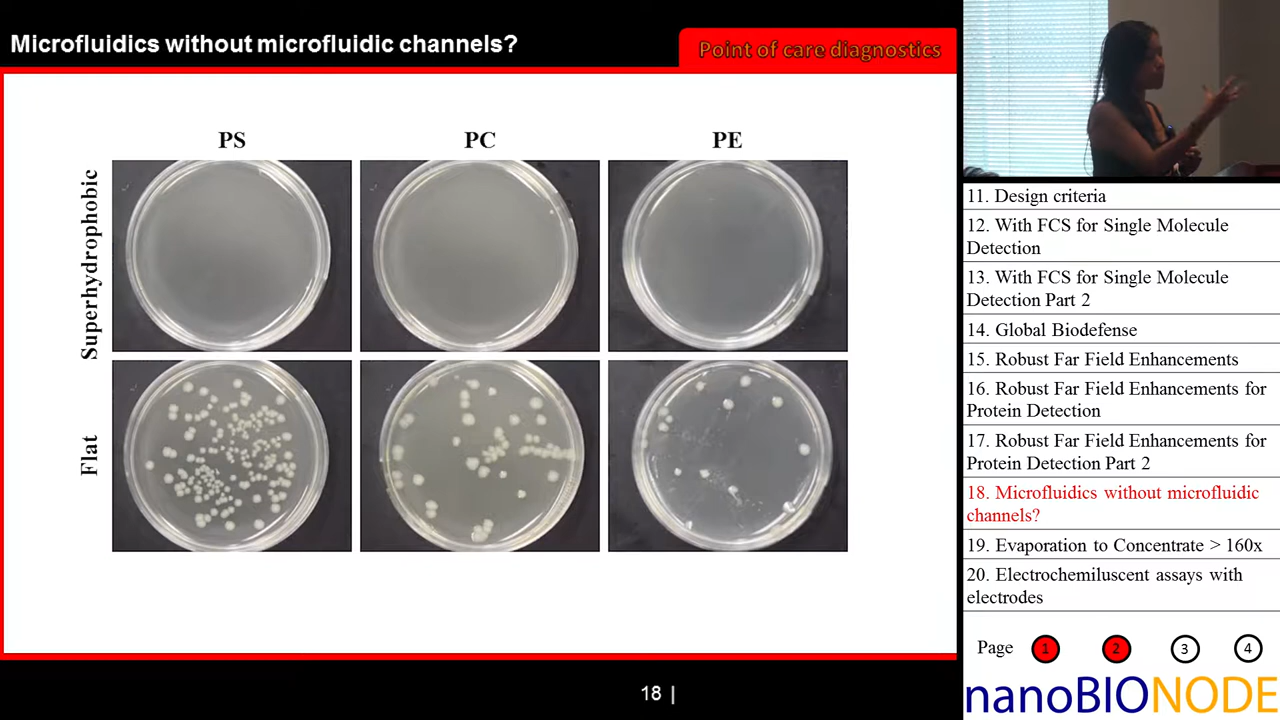 Microfluidics without microfluidic channels?
Point of care diagnostics
PS PC PE
Superhydrophobic
Flat
18 |
11. Design criteria
12. With FCS for Single Molecule
Detection
13. With FCS for Single Molecule
Detection Part 2
14. Global Biodefense
15. Robust Far Field Enhancements
16. Robust Far Field Enhancements for
Protein Detection
17. Robust Far Field Enhancements for
Protein Detection Part 2
18. Microfluidics without microfluidic
channels?
19. Evaporation to Concentrate > 160x
20. Electrochemiluscent assays with
electrodes
Page 1 2 3 4
nanoBIONODE